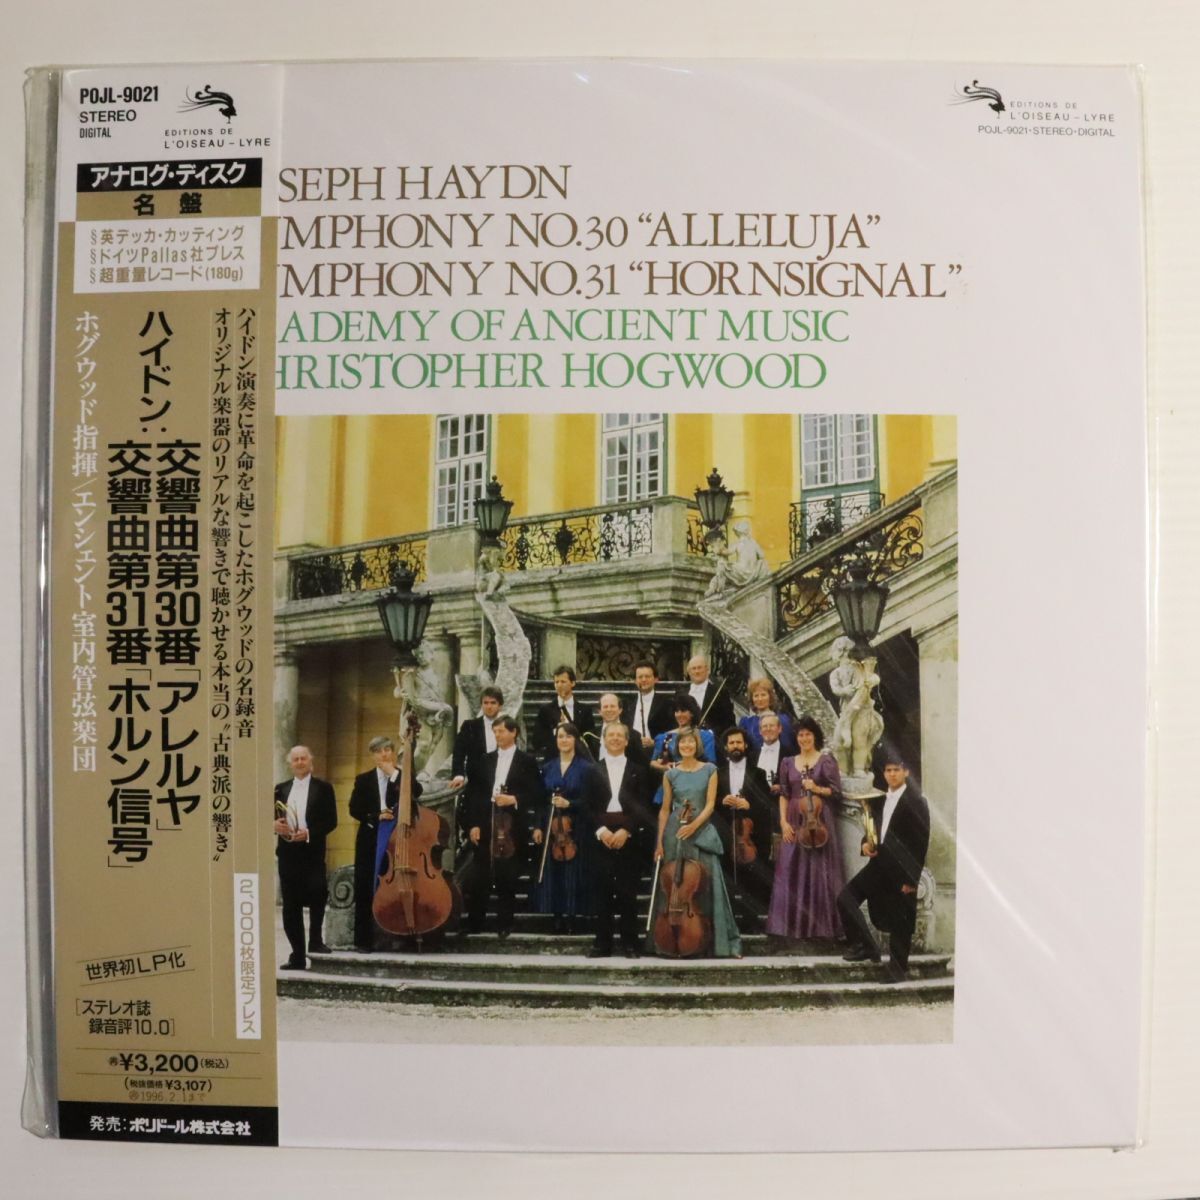 POJL-9021
STEREO
DIGITAL
EDITIONS DE
L'OISEAU-LYRE
アナログ・ディスク
名盤
§英デッカ・カッティング
§ドイツPallas社プレス
§超重量レコード(180g)
ハイドン演奏に革命を起こしたホグウッドの名録音
オリジナル楽器のリアルな響きで聴かせる本当の〝古典派の響き〟
ハイドン:交響曲第30番「アレルヤ」
交響曲第31番「ホルン信号」
ホグウッド指揮/エンシェント室内管弦楽団
2,000枚限定プレス
世界初LP化
[ステレオ誌
録音評10.0]
¥3,200(税込)
(税抜価格¥3,107)
1996.2.1まで
発売:ポリドール株式会社
EDITIONS DE
L'OISEAU-LYRE
POJL-9021・STEREO・DIGITAL
SEPH HAYDN
MPHONY NO.30 “ALLELUJA”
MPHONY NO.31 “HORNSIGNAL”
ADEMY OF ANCIENT MUSIC
HRISTOPHER HOGWOOD